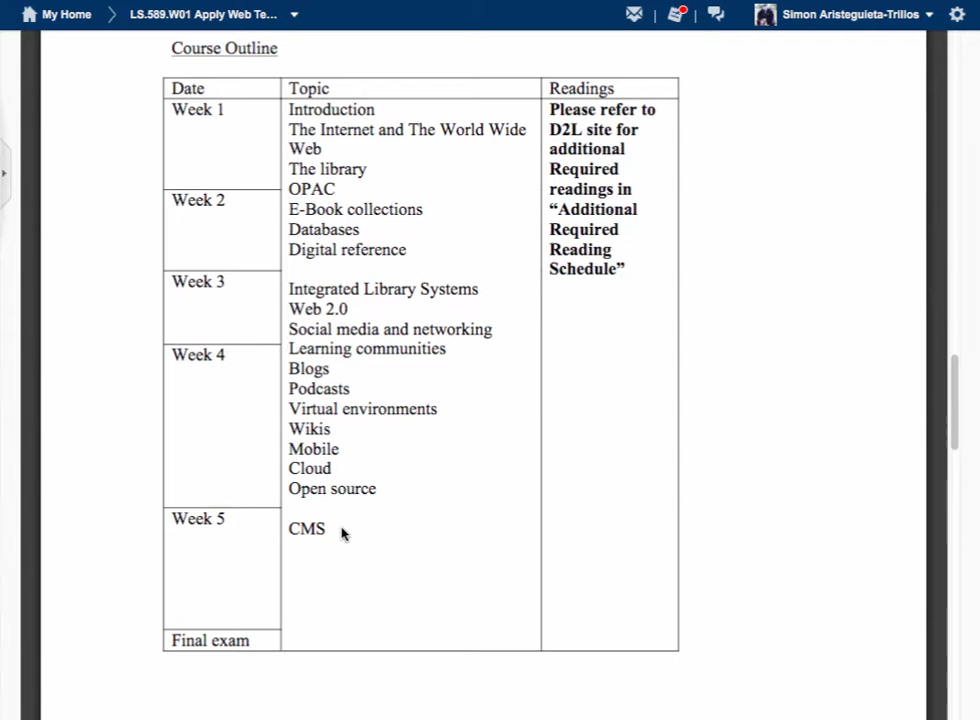 My Home LS.589.W01 Apply Web Te... Simon Aristeguieta-Trillos
Course Outline
Date Topic Readings
Week 1 Introduction Please refer to
The Internet and The World Wide D2L site for
Web additional
The library Required
OPAC readings in
Week 2
E-Book collections “Additional
Databases Required
Digital reference Reading
Schedule”
Week 3
Integrated Library Systems
Web 2.0
Social media and networking
Learning communities
Week 4
Blogs
Podcasts
Virtual environments
Wikis
Mobile
Cloud
Open source
Week 5
CMS
Final exam